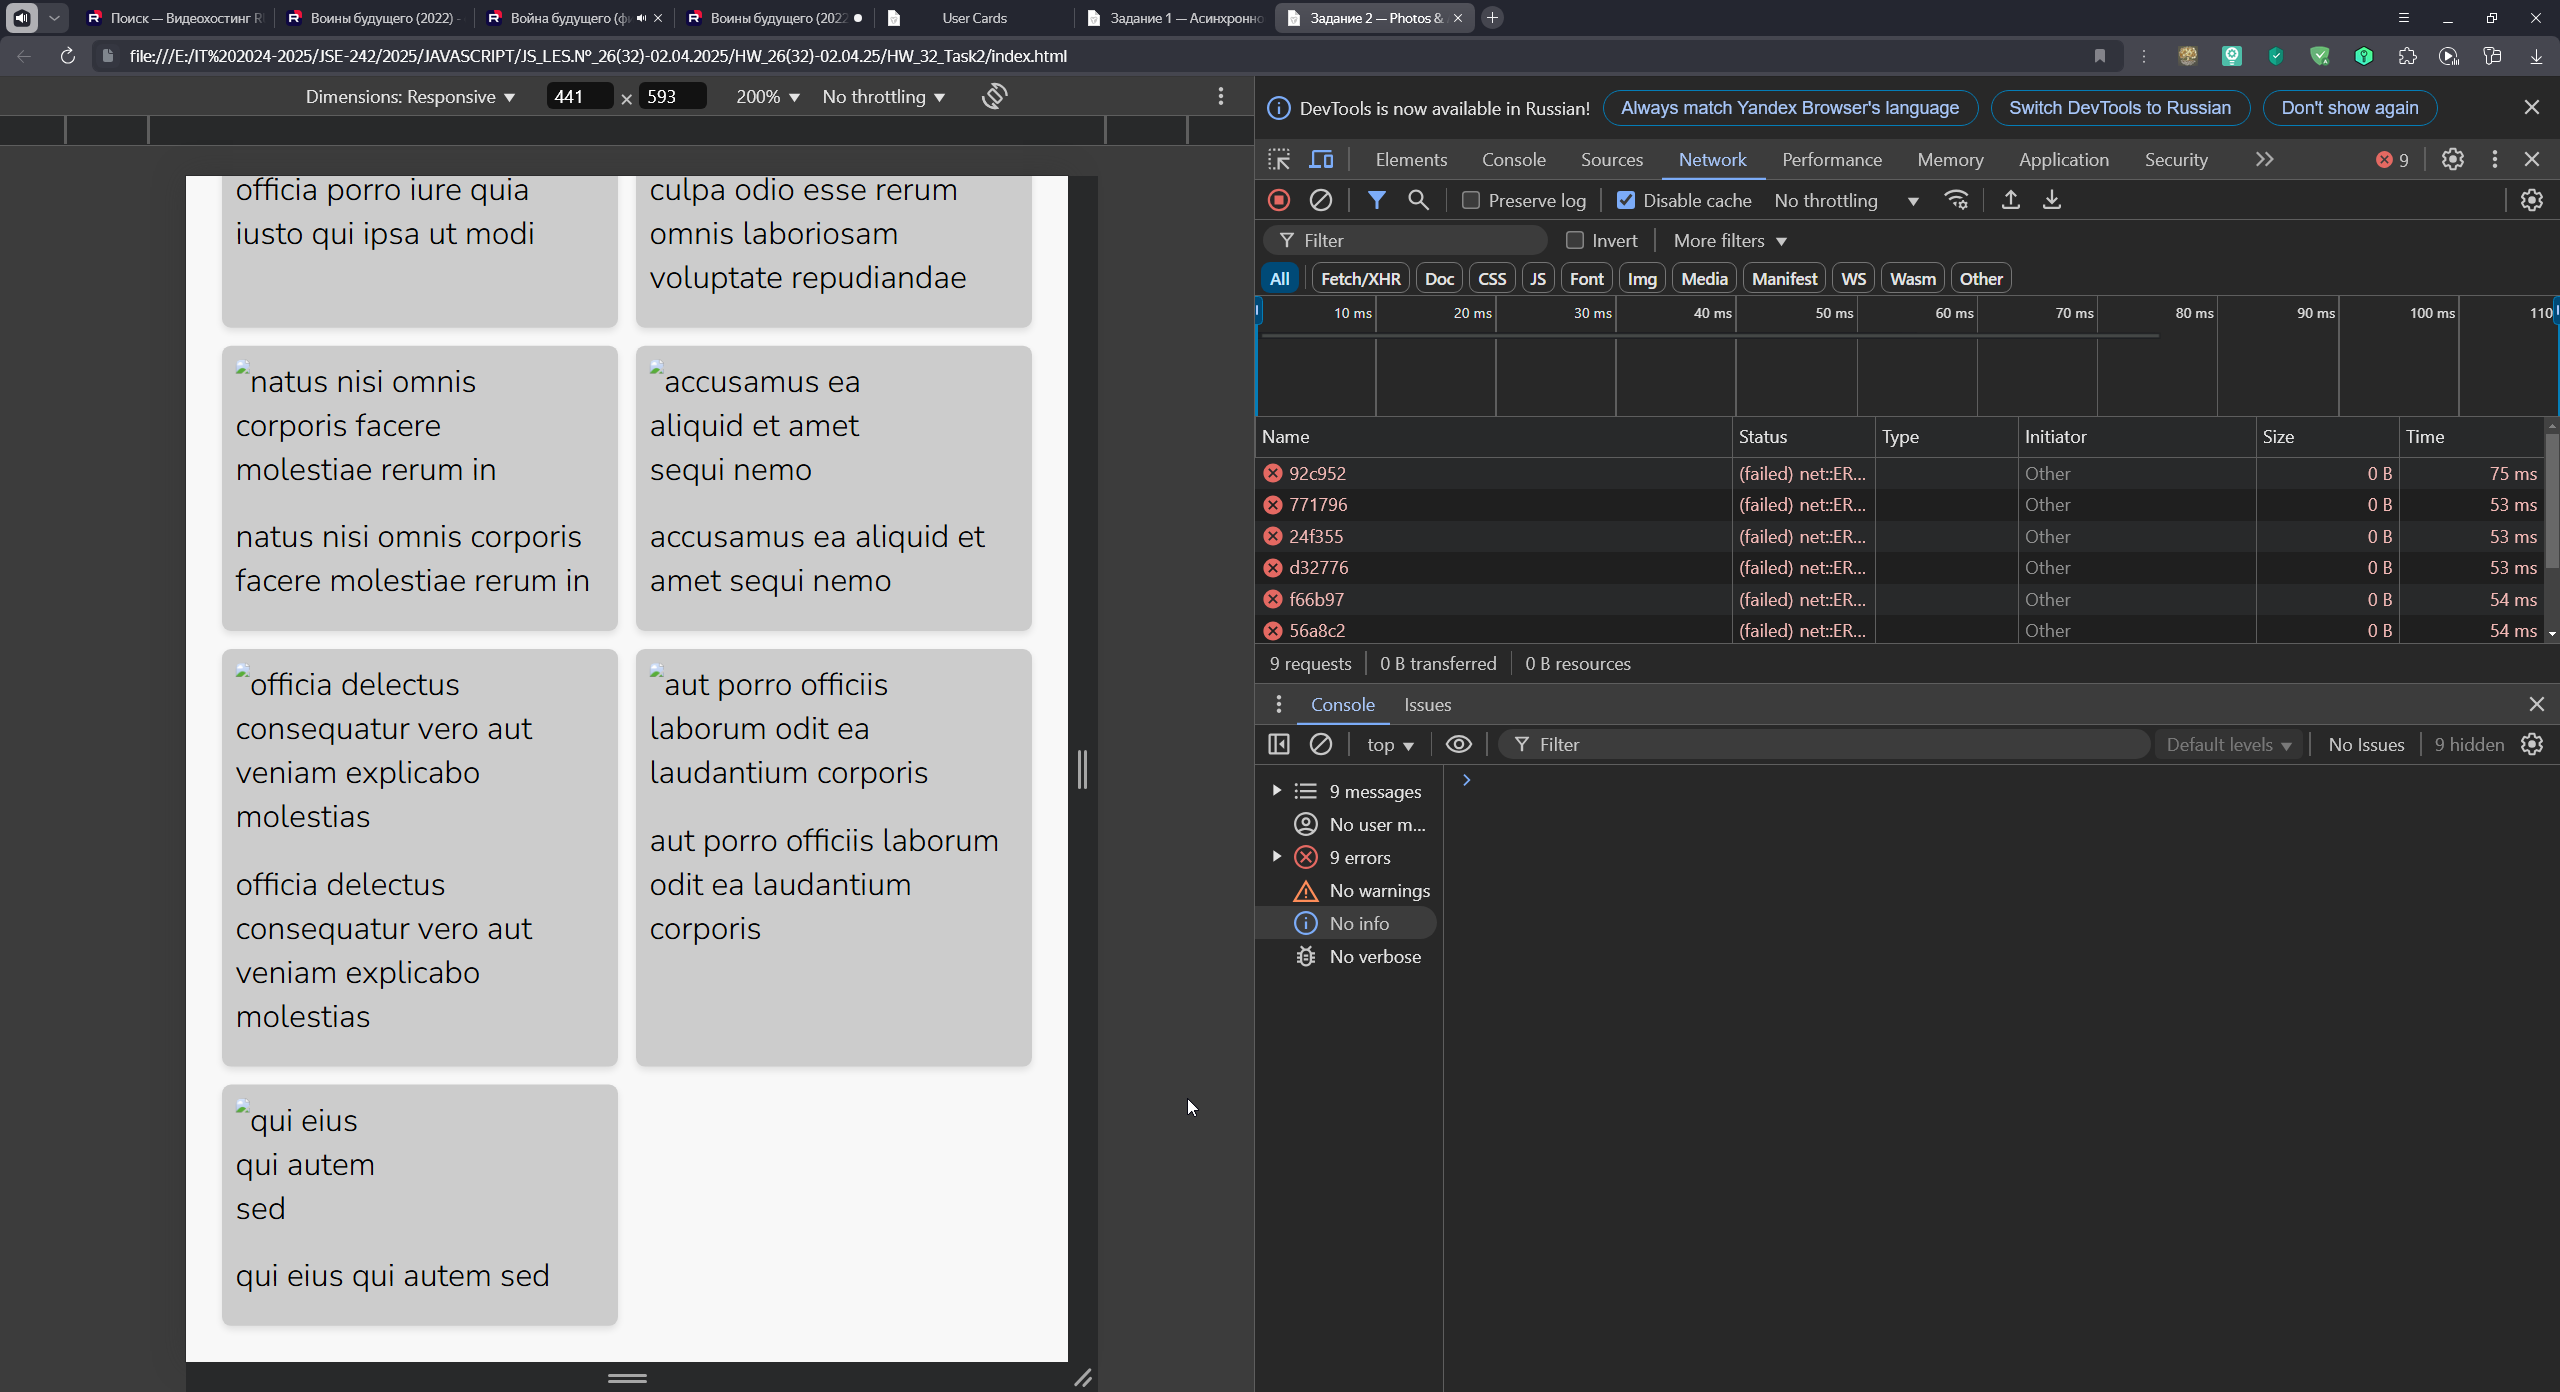 Поиск — Видеохостинг R
Воины будущего (2022) -
Война будущего (ф
Воины будущего (2022
User Cards
Задание 1 — Асинхронно
Задание 2 — Photos &
file:///E:/IT%202024-2025/JSE-242/2025/JAVASCRIPT/JS_LES.№_26(32)-02.04.2025/HW_26(32)-02.04.25/HW_32_Task2/index.html
Dimensions: Responsive 441 × 593 200% No throttling
officia porro iure quia
iusto qui ipsa ut modi
culpa odio esse rerum
omnis laboriosam
voluptate repudiandae
natus nisi omnis
corporis facere
molestiae rerum in
natus nisi omnis corporis
facere molestiae rerum in
accusamus ea
aliquid et amet
sequi nemo
accusamus ea aliquid et
amet sequi nemo
officia delectus
consequatur vero aut
veniam explicabo
molestias
officia delectus
consequatur vero aut
veniam explicabo
molestias
aut porro officiis
laborum odit ea
laudantium corporis
aut porro officiis laborum
odit ea laudantium
corporis
qui eius
qui autem
sed
qui eius qui autem sed
DevTools is now available in Russian! Always match Yandex Browser's language Switch DevTools to Russian Don't show again
Elements Console Sources Network Performance Memory Application Security 9
Preserve log Disable cache No throttling
Filter Invert More filters
All Fetch/XHR Doc CSS JS Font Img Media Manifest WS Wasm Other
10 ms 20 ms 30 ms 40 ms 50 ms 60 ms 70 ms 80 ms 90 ms 100 ms 110
Name Status Type Initiator Size Time
92c952 (failed) net::ER... Other 0 B 75 ms
771796 (failed) net::ER... Other 0 B 53 ms
24f355 (failed) net::ER... Other 0 B 53 ms
d32776 (failed) net::ER... Other 0 B 53 ms
f66b97 (failed) net::ER... Other 0 B 54 ms
56a8c2 (failed) net::ER... Other 0 B 54 ms
9 requests 0 B transferred 0 B resources
Console Issues
top Filter Default levels No Issues 9 hidden
9 messages
No user m...
9 errors
No warnings
No info
No verbose